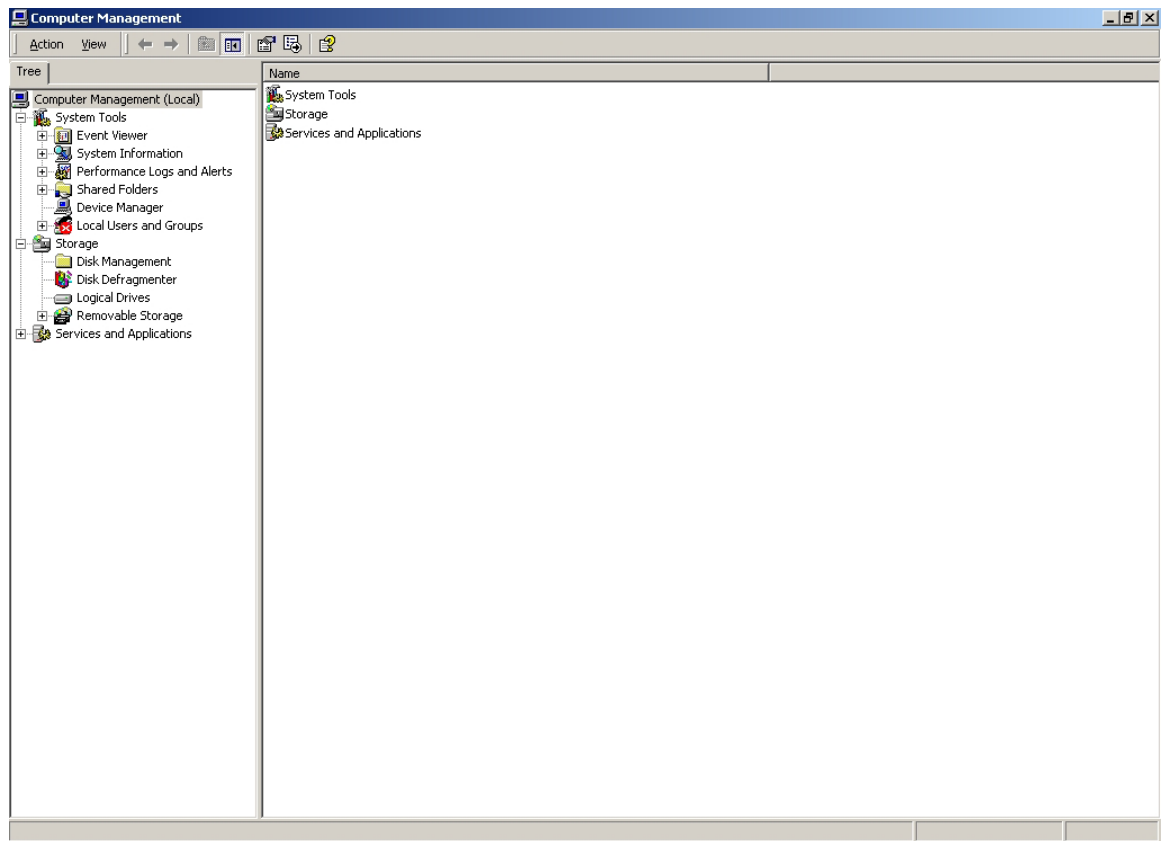 Computer Management
Action View
Tree
Computer Management (Local)
System Tools
Event Viewer
System Information
Performance Logs and Alerts
Shared Folders
Device Manager
Local Users and Groups
Storage
Disk Management
Disk Defragmenter
Logical Drives
Removable Storage
Services and Applications
Name
System Tools
Storage
Services and Applications